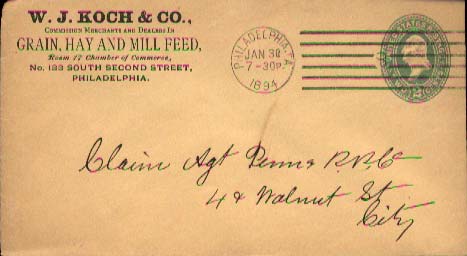 W. J. KOCH & CO.,
COMMISSION MERCHANTS AND DEALERS IN
GRAIN, HAY AND MILL FEED,
Room 17 Chamber of Commerce,
No. 133 SOUTH SECOND STREET,
PHILADELPHIA.
PHILADELPHIA, PA.
JAN 30
7-30P
1894
Claim Agt Penna R.R. Co
4 & Walnut St
City